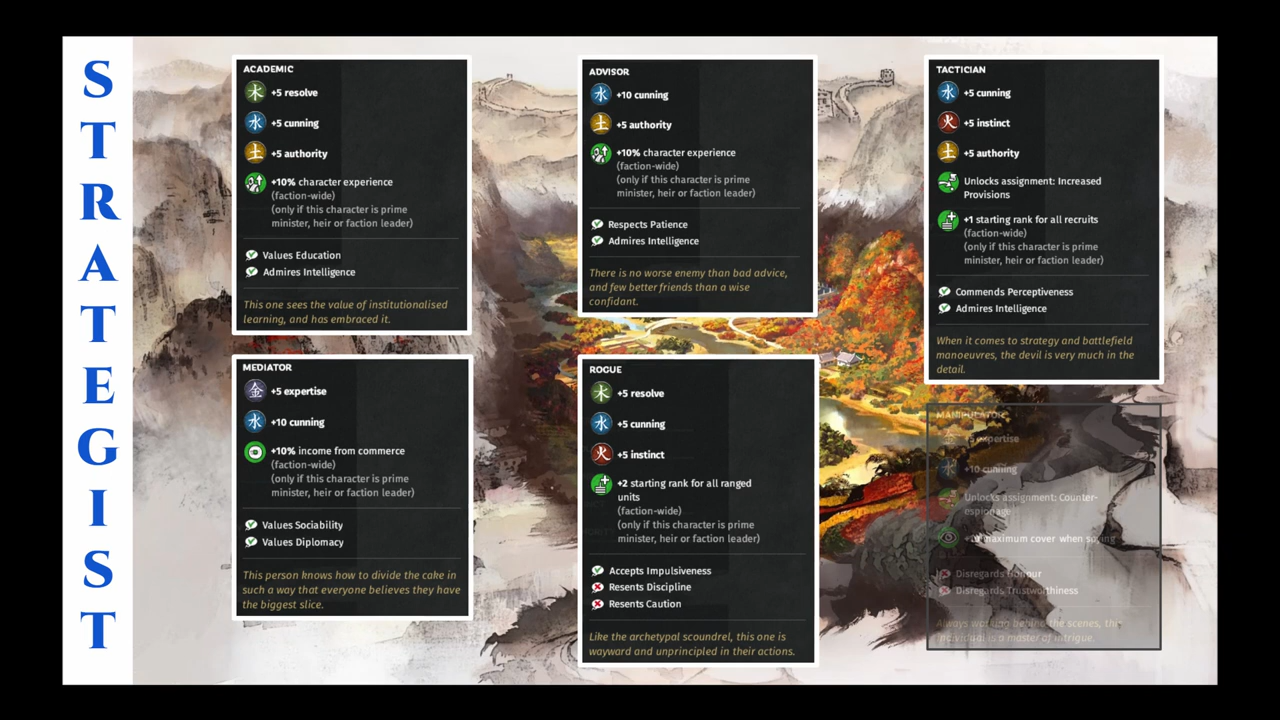 STRATEGIST
ACADEMIC
木 +5 resolve
水 +5 cunning
土 +5 authority
+10% character experience
(faction-wide)
(only if this character is prime
minister, heir or faction leader)
Values Education
Admires Intelligence
This one sees the value of institutionalised
learning, and has embraced it.
ADVISOR
水 +10 cunning
土 +5 authority
+10% character experience
(faction-wide)
(only if this character is prime
minister, heir or faction leader)
Respects Patience
Admires Intelligence
There is no worse enemy than bad advice,
and few better friends than a wise
confidant.
TACTICIAN
水 +5 cunning
火 +5 instinct
土 +5 authority
Unlocks assignment: Increased
Provisions
+1 starting rank for all recruits
(faction-wide)
(only if this character is prime
minister, heir or faction leader)
Commends Perceptiveness
Admires Intelligence
When it comes to strategy and battlefield
manoeuvres, the devil is very much in the
detail.
MEDIATOR
金 +5 expertise
水 +10 cunning
+10% income from commerce
(faction-wide)
(only if this character is prime
minister, heir or faction leader)
Values Sociability
Values Diplomacy
This person knows how to divide the cake in
such a way that everyone believes they have
the biggest slice.
ROGUE
木 +5 resolve
水 +5 cunning
火 +5 instinct
+2 starting rank for all ranged
units
(faction-wide)
(only if this character is prime
minister, heir or faction leader)
Accepts Impulsiveness
Resents Discipline
Resents Caution
Like the archetypal scoundrel, this one is
wayward and unprincipled in their actions.
MANIPULATOR
+5 expertise
水 +10 cunning
Unlocks assignment: Counter-
espionage
maximum cover when spying
Disregards Honour
Disregards Trustworthiness
Always working behind the scenes, this
individual is a master of intrigue.